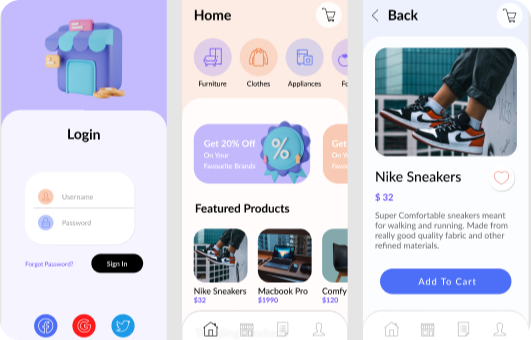 Login
Username
Password
Forgot Password?
Sign In
Home
Furniture
Clothes
Appliances
Fo
Get 20% Off
On Your
Favourite Brands
%
Get
On Yo
Favou
Featured Products
Nike Sneakers
$32
Macbook Pro
$1990
Comfy
$120
Back
Nike Sneakers
$ 32
Super Comfortable sneakers meant
for walking and running. Made from
really good quality fabric and other
refined materials.
Add To Cart